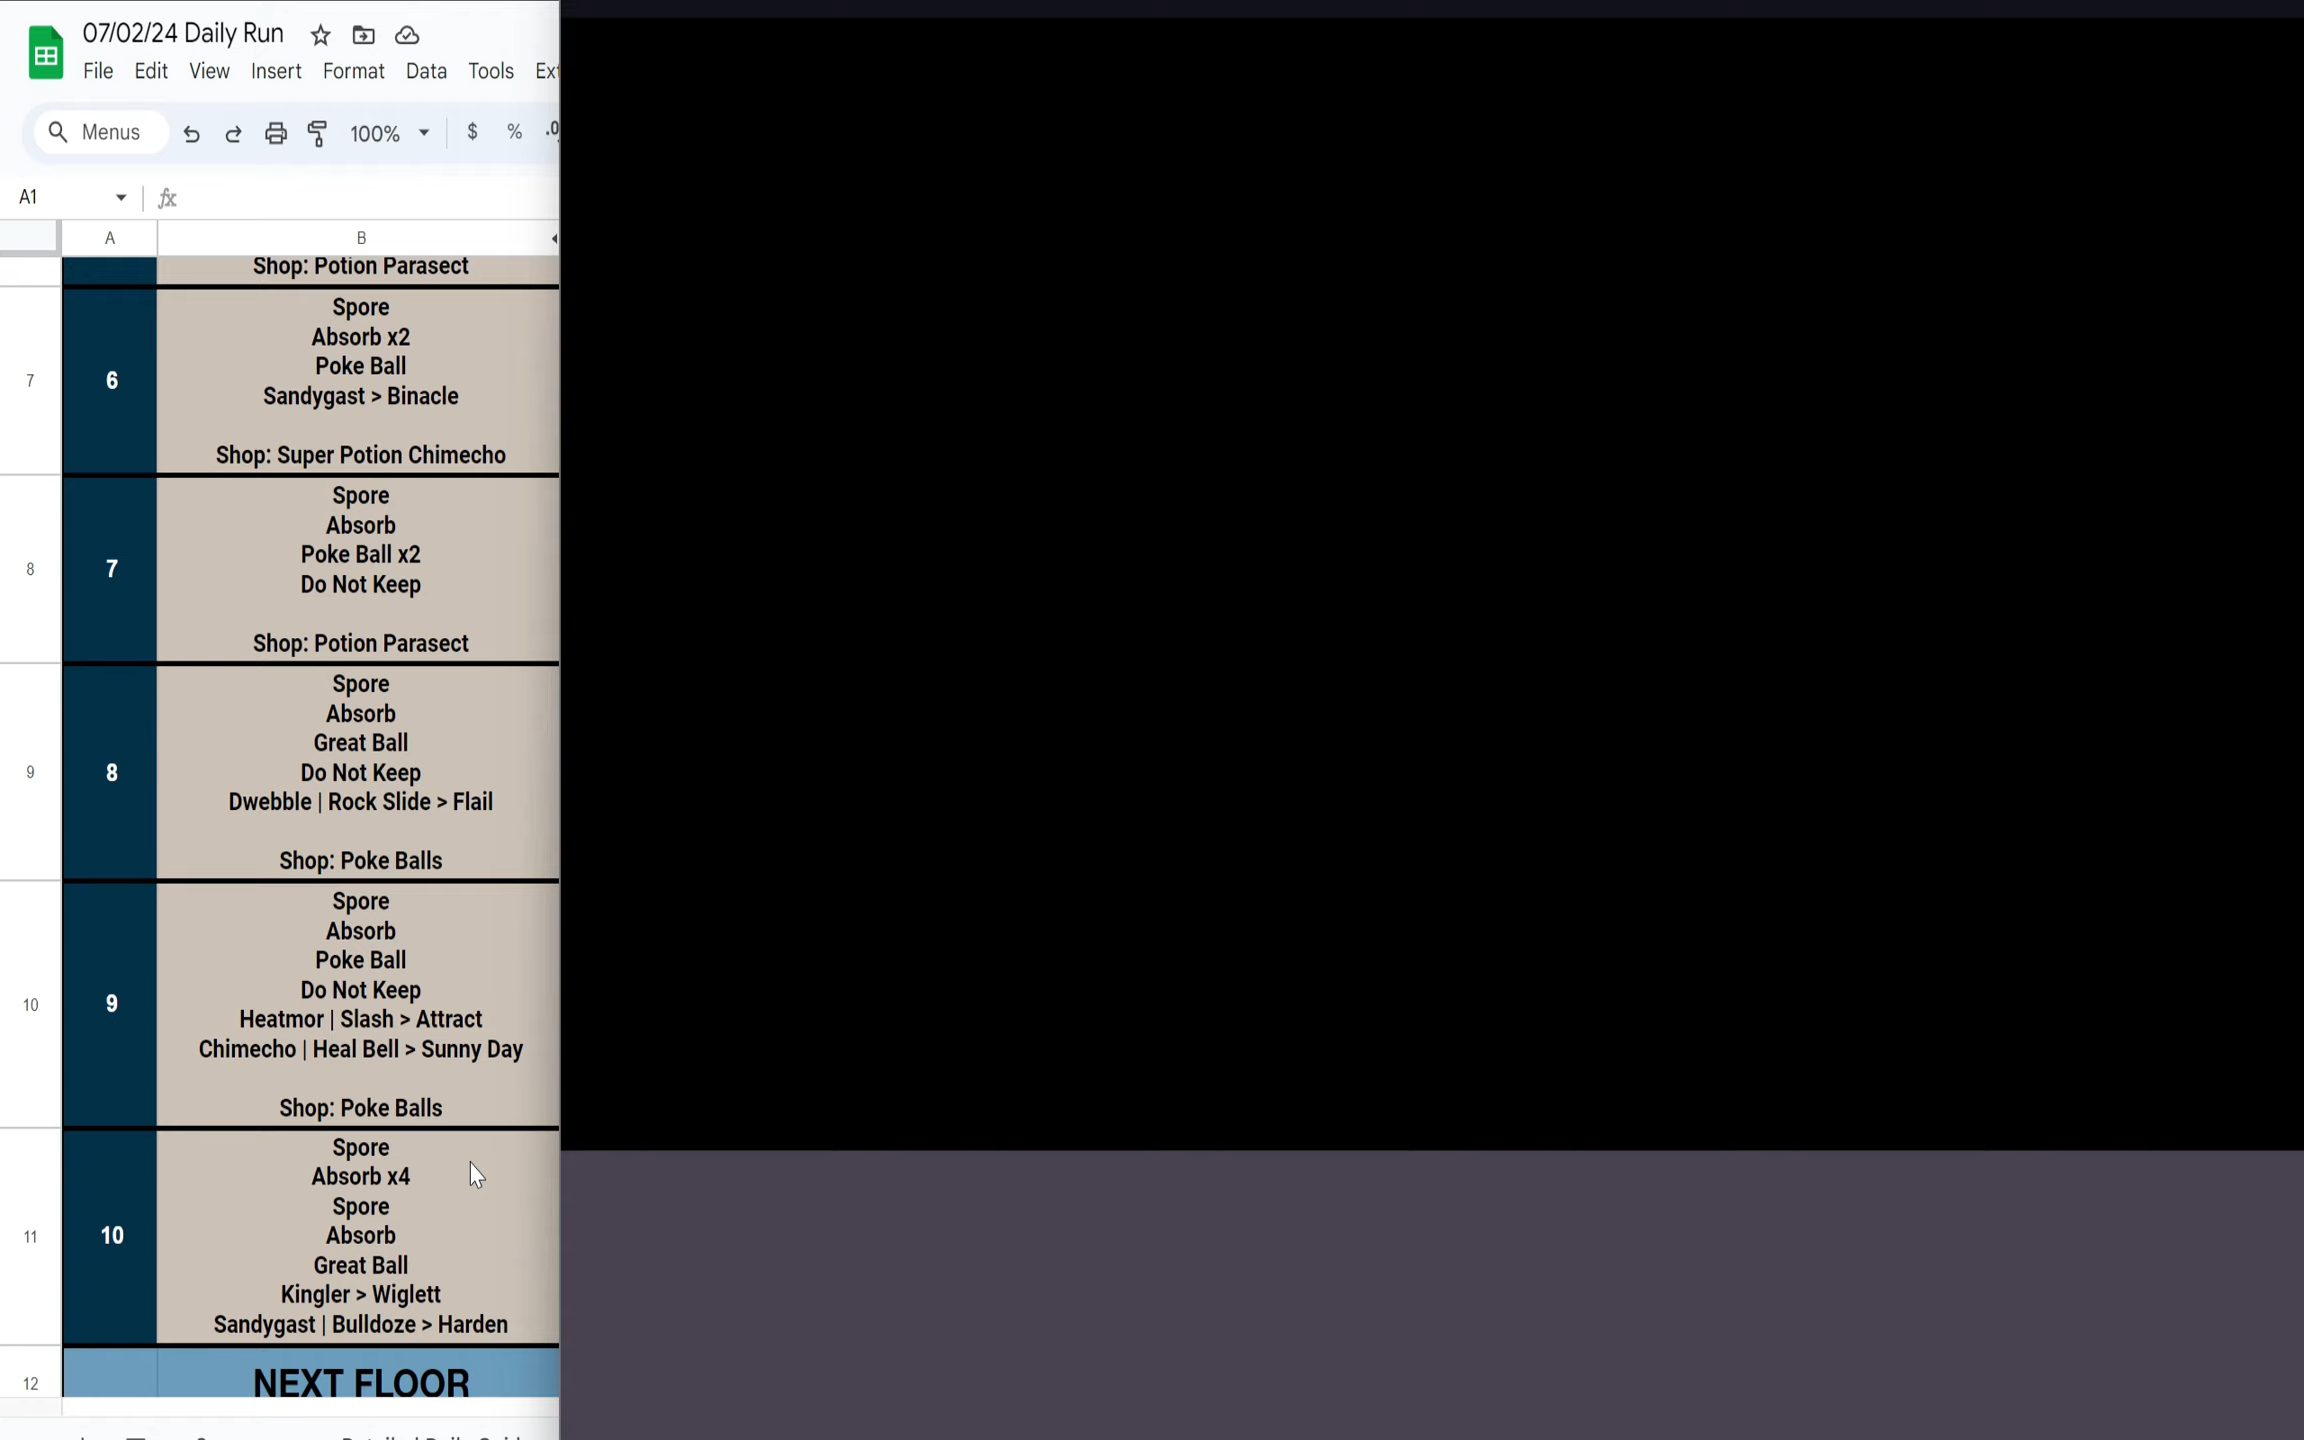 07/02/24 Daily Run
File Edit View Insert Format Data Tools
Menus 100% $ %
A1 fx
A B
Shop: Potion Parasect
7 6
Spore
Absorb x2
Poke Ball
Sandygast > Binacle
Shop: Super Potion Chimecho
8 7
Spore
Absorb
Poke Ball x2
Do Not Keep
Shop: Potion Parasect
9 8
Spore
Absorb
Great Ball
Do Not Keep
Dwebble | Rock Slide > Flail
Shop: Poke Balls
10 9
Spore
Absorb
Poke Ball
Do Not Keep
Heatmor | Slash > Attract
Chimecho | Heal Bell > Sunny Day
Shop: Poke Balls
11 10
Spore
Absorb x4
Spore
Absorb
Great Ball
Kingler > Wiglett
Sandygast | Bulldoze > Harden
12 NEXT FLOOR